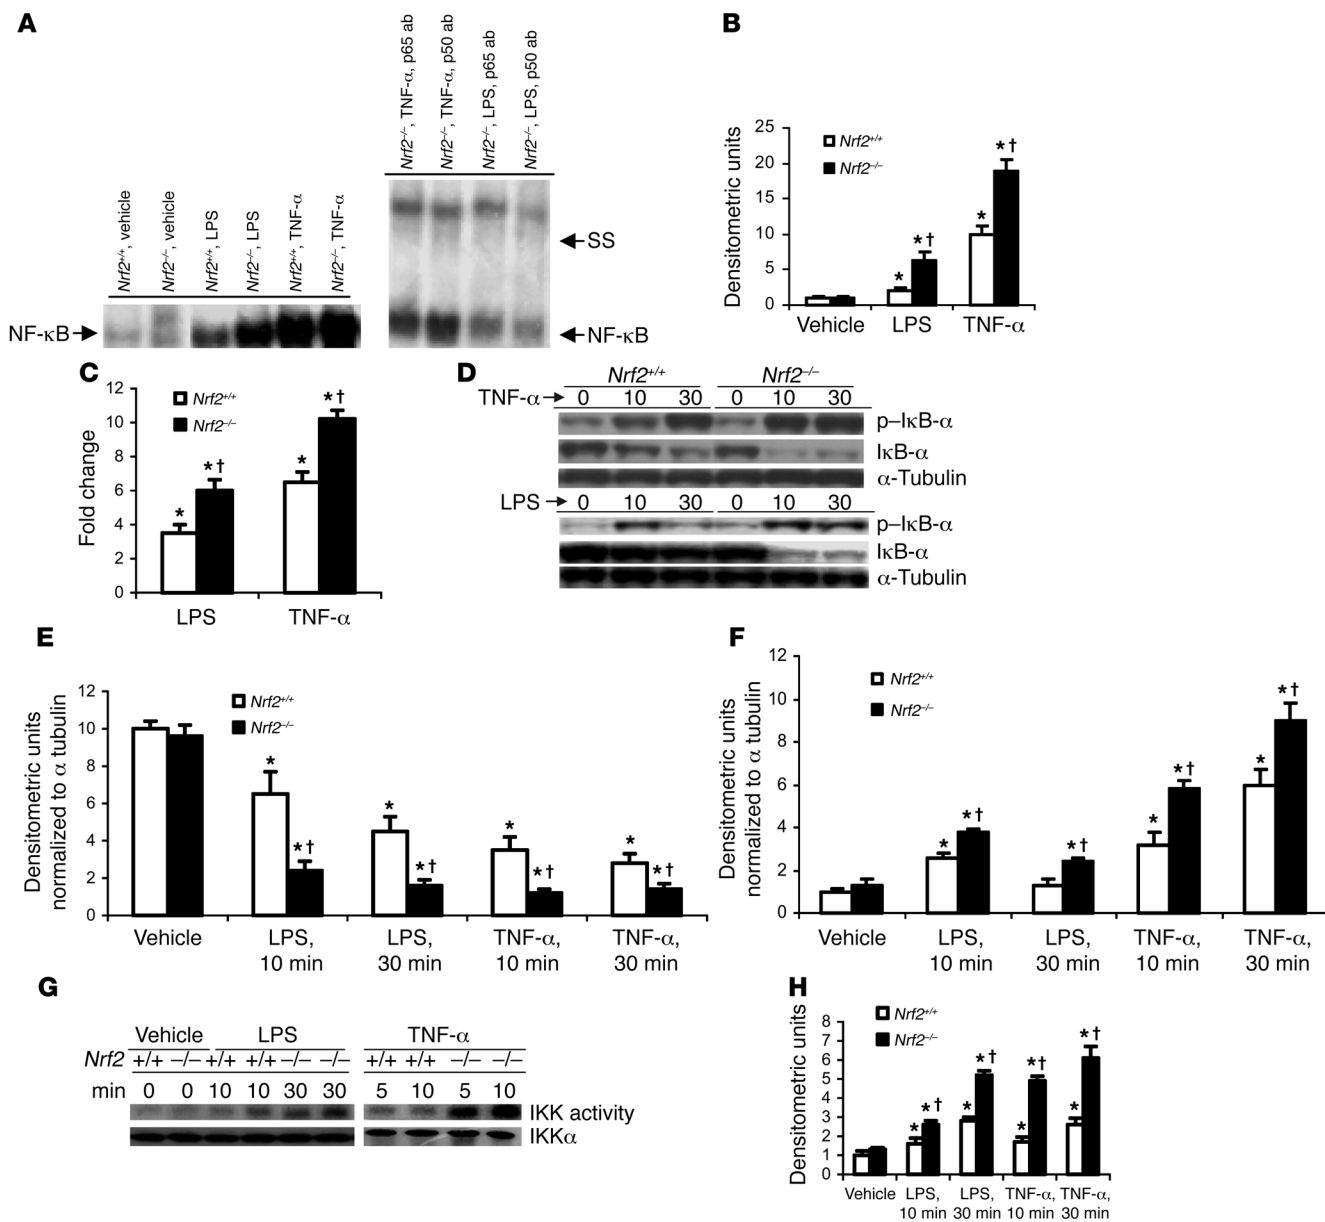 A
Nrf2+/+, vehicle
Nrf2–/–, vehicle
Nrf2+/+, LPS
Nrf2–/–, LPS
Nrf2+/+, TNF-α
Nrf2–/–, TNF-α
NF-κB
Nrf2–/–, TNF-α, p65 ab
Nrf2–/–, TNF-α, p50 ab
Nrf2–/–, LPS, p65 ab
Nrf2–/–, LPS, p50 ab
SS
NF-κB
B
Densitometric units
25
20
15
10
5
0
Nrf2+/+
Nrf2–/–
*
*†
*
*†
Vehicle LPS TNF-α
C
Fold change
12
10
8
6
4
2
0
Nrf2+/+
Nrf2–/–
*
*†
*
*†
LPS TNF-α
D
Nrf2+/+ Nrf2–/–
TNF-α 0 10 30 0 10 30
p–IκB-α
IκB-α
α-Tubulin
LPS 0 10 30 0 10 30
p–IκB-α
IκB-α
α-Tubulin
E
Densitometric units
normalized to α tubulin
12
10
8
6
4
2
0
Nrf2+/+
Nrf2–/–
*
*†
*
*†
*
*†
*
*†
Vehicle LPS, LPS, TNF-α, TNF-α,
10 min 30 min 10 min 30 min
F
Densitometric units
normalized to α tubulin
12
10
8
6
4
2
0
Nrf2+/+
Nrf2–/–
*
*†
*†
*
*†
*
*†
Vehicle LPS, LPS, TNF-α, TNF-α,
10 min 30 min 10 min 30 min
G
Vehicle LPS TNF-α
Nrf2 +/+ –/– +/+ +/+ –/– –/– +/+ +/+ –/– –/–
min 0 0 10 10 30 30 5 10 5 10
IKK activity
IKKα
H
Densitometric units
8
7
6
5
4
3
2
1
0
Nrf2+/+
Nrf2–/–
*
*†
*
*†
*
*†
*
*†
Vehicle LPS, LPS, TNF-α, TNF-α,
10 min 30 min 10 min 30 min